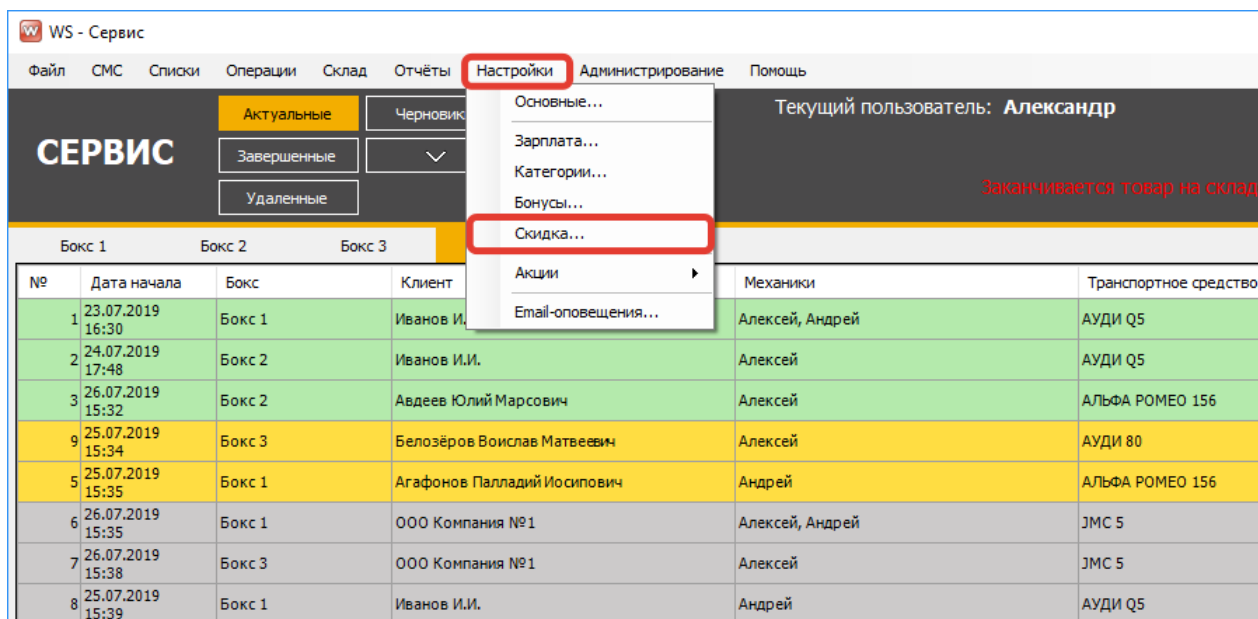 WS - Сервис
Файл СМС Списки Операции Склад Отчёты Настройки Администрирование Помощь
СЕРВИС
Актуальные
Завершенные
Удаленные
Черновик
Основные...
Зарплата...
Категории...
Бонусы...
Скидка...
Акции
Email-оповещения...
Текущий пользователь: Александр
Заканчивается товар на склад
Бокс 1 Бокс 2 Бокс 3
№ Дата начала Бокс Клиент Механики Транспортное средство
1 23.07.2019 16:30 Бокс 1 Иванов И. Алексей, Андрей АУДИ Q5
2 24.07.2019 17:48 Бокс 2 Иванов И.И. Алексей АУДИ Q5
3 26.07.2019 15:32 Бокс 2 Авдеев Юлий Марсович Алексей АЛЬФА РОМЕО 156
9 25.07.2019 15:34 Бокс 3 Белозёров Воислав Матвеевич Алексей АУДИ 80
5 25.07.2019 15:35 Бокс 1 Агафонов Палладий Иосипович Андрей АЛЬФА РОМЕО 156
6 26.07.2019 15:35 Бокс 1 ООО Компания №1 Алексей, Андрей JMC 5
7 26.07.2019 15:38 Бокс 3 ООО Компания №1 Алексей JMC 5
8 25.07.2019 15:39 Бокс 1 Иванов И.И. Андрей АУДИ Q5